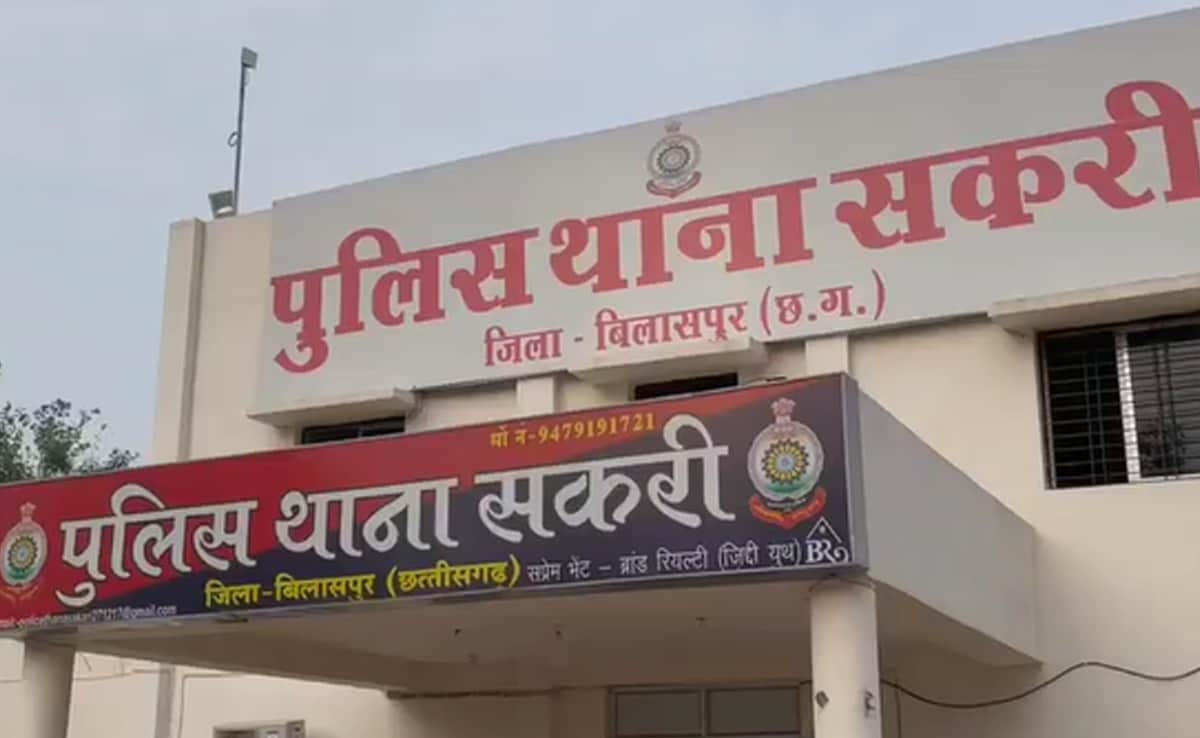 पुलिस थाना सकरी
जिला - बिलासपुर (छ.ग.)
मों नं-9479191721
पुलिस थाना सकरी
जिला-बिलासपुर (छत्तीसगढ़) सप्रेम भेंट - ब्रांड रियल्टी (जिद्दी यूथ) BR